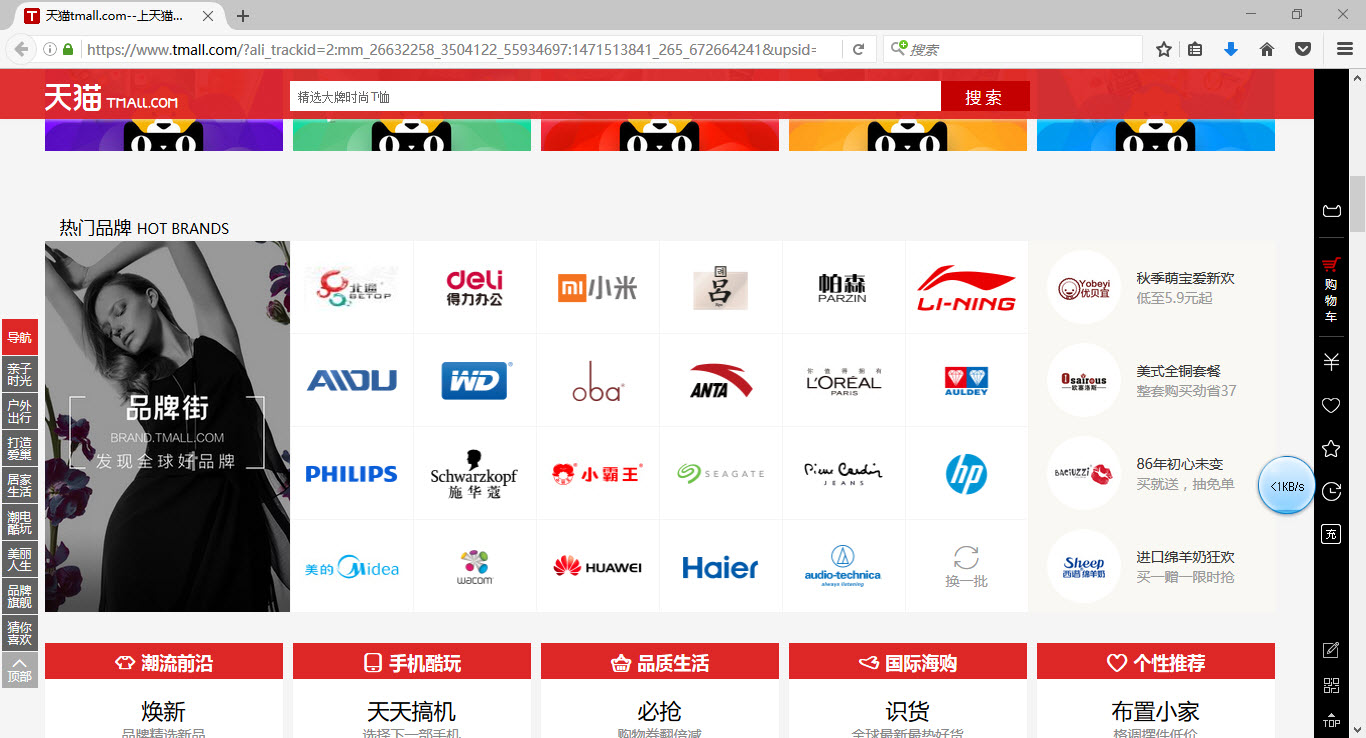 天猫tmall.com--上天猫...
https://www.tmall.com/?ali_trackid=2:mm_26632258_3504122_55934697:1471513841_265_672664241&upsid=
搜索
天猫 TMALL.COM
精选大牌时尚T恤
搜 索
热门品牌 HOT BRANDS
品牌街
BRAND.TMALL.COM
发现全球好品牌
北通
BETOP
deli
得力办公
MI 小米
吕
帕森
PARZIN
LI-NING
AIDU
WD
oba
ANTA
你值得拥有
L'ORÉAL
PARIS
AULDEY
PHILIPS
Schwarzkopf
施华蔻
小霸王
SEAGATE
Pierre Cardin
JEANS
hp
美的 Midea
wacom
HUAWEI
Haier
audio-technica
always listening
换一批
Yobeyi
优贝宜
秋季萌宝爱新欢
低至5.9元起
Osairous
欧塞洛斯
美式全铜套餐
整套购买劲省37
BACIUZZI
86年初心未变
买就送，抽免单
Sheep
西谱 绵羊奶
进口绵羊奶狂欢
买一赠一限时抢
导航
亲子
时光
户外
出行
打造
爱巢
居家
生活
潮电
酷玩
美丽
人生
品牌
旗舰
猜你
喜欢
顶部
购
物
车
<1KB/s
充
TOP
潮流前沿
手机酷玩
品质生活
国际海购
个性推荐
焕新
天天搞机
必抢
识货
布置小家
品牌精选新品
选择下一部手机
购物券翻倍减
全球最新最热好货
格调摆件低价